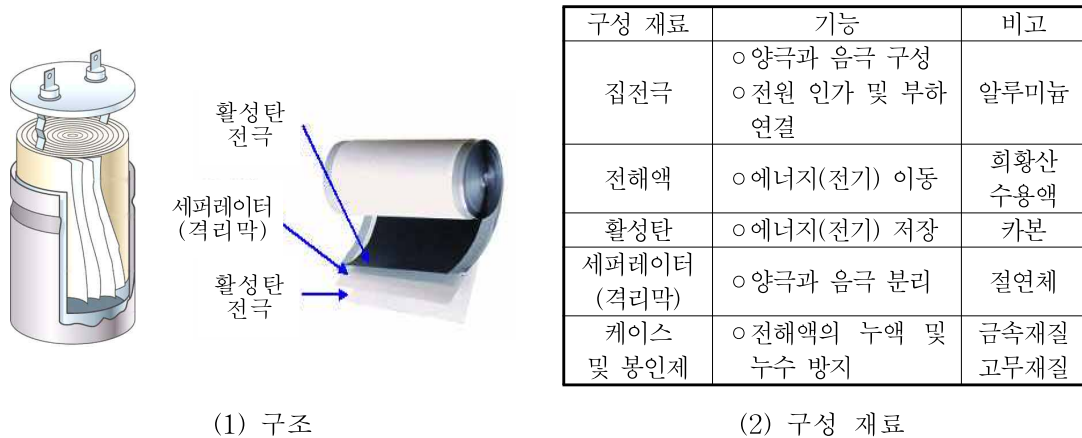 활성탄
전극
세퍼레이터
(격리막)
활성탄
전극
(1) 구조
구성 재료 기능 비고
집전극 ○양극과 음극 구성 알루미늄
○전원 인가 및 부하
연결
전해액 ○에너지(전기) 이동 희황산
수용액
활성탄 ○에너지(전기) 저장 카본
세퍼레이터
(격리막) ○양극과 음극 분리 절연체
케이스
및 봉인제 ○전해액의 누액 및
누수 방지 금속재질
고무재질
(2) 구성 재료